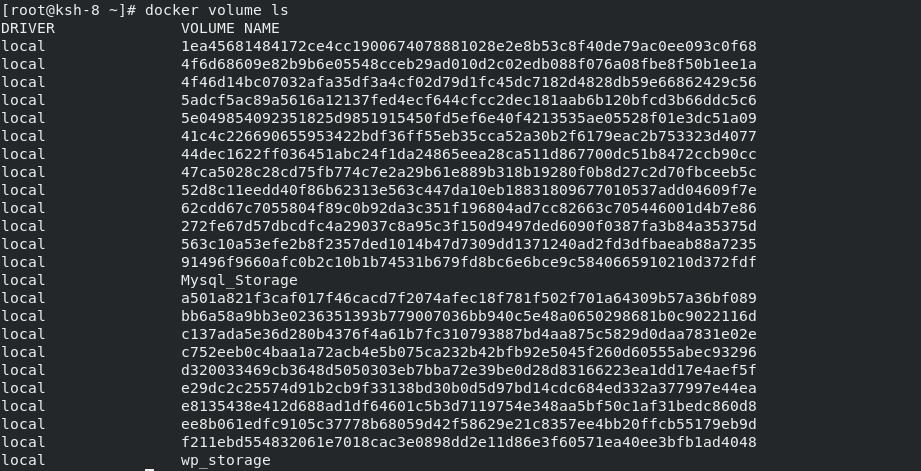 [root@ksh-8 ~]# docker volume ls
DRIVER VOLUME NAME
local 1ea45681484172ce4cc1900674078881028e2e8b53c8f40de79ac0ee093c0f68
local 4f6d68609e82b9b6e05548cceb29ad010d2c02edb088f076a08fbe8f50b1ee1a
local 4f46d14bc07032afa35df3a4cf02d79d1fc45dc7182d4828db59e66862429c56
local 5adcf5ac89a5616a12137fed4ecf644cfcc2dec181aab6b120bfcd3b66ddc5c6
local 5e049854092351825d9851915450fd5ef6e40f4213535ae05528f01e3dc51a09
local 41c4c226690655953422bdf36ff55eb35cca52a30b2f6179eac2b753323d4077
local 44dec1622ff036451abc24f1da24865eea28ca511d867700dc51b8472ccb90cc
local 47ca5028c28cd75fb774c7e2a29b61e889b318b19280f0b8d27c2d70fbceeb5c
local 52d8c11eedd40f86b62313e563c447da10eb18831809677010537add04609f7e
local 62cdd67c7055804f89c0b92da3c351f196804ad7cc82663c705446001d4b7e86
local 272fe67d57dbcdfc4a29037c8a95c3f150d9497ded6090f0387fa3b84a35375d
local 563c10a53efe2b8f2357ded1014b47d7309dd1371240ad2fd3dfbaeab88a7235
local 91496f9660afc0b2c10b1b74531b679fd8bc6e6bce9c5840665910210d372fdf
local Mysql_Storage
local a501a821f3caf017f46cacd7f2074afec18f781f502f701a64309b57a36bf089
local bb6a58a9bb3e0236351393b779007036bb940c5e48a0650298681b0c9022116d
local c137ada5e36d280b4376f4a61b7fc310793887bd4aa875c5829d0daa7831e02e
local c752eeb0c4baa1a72acb4e5b075ca232b42bfb92e5045f260d60555abec93296
local d320033469cb3648d5050303eb7bba72e39be0d28d83166223ea1dd17e4aef5f
local e29dc2c25574d91b2cb9f33138bd30b0d5d97bd14cdc684ed332a377997e44ea
local e8135438e412d688ad1df64601c5b3d7119754e348aa5bf50c1af31bedc860d8
local ee8b061edfc9105c37778b68059d42f58629e21c8357ee4bb20ffcb55179eb9d
local f211ebd554832061e7018cac3e0898dd2e11d86e3f60571ea40ee3bfb1ad4048
local wp_storage